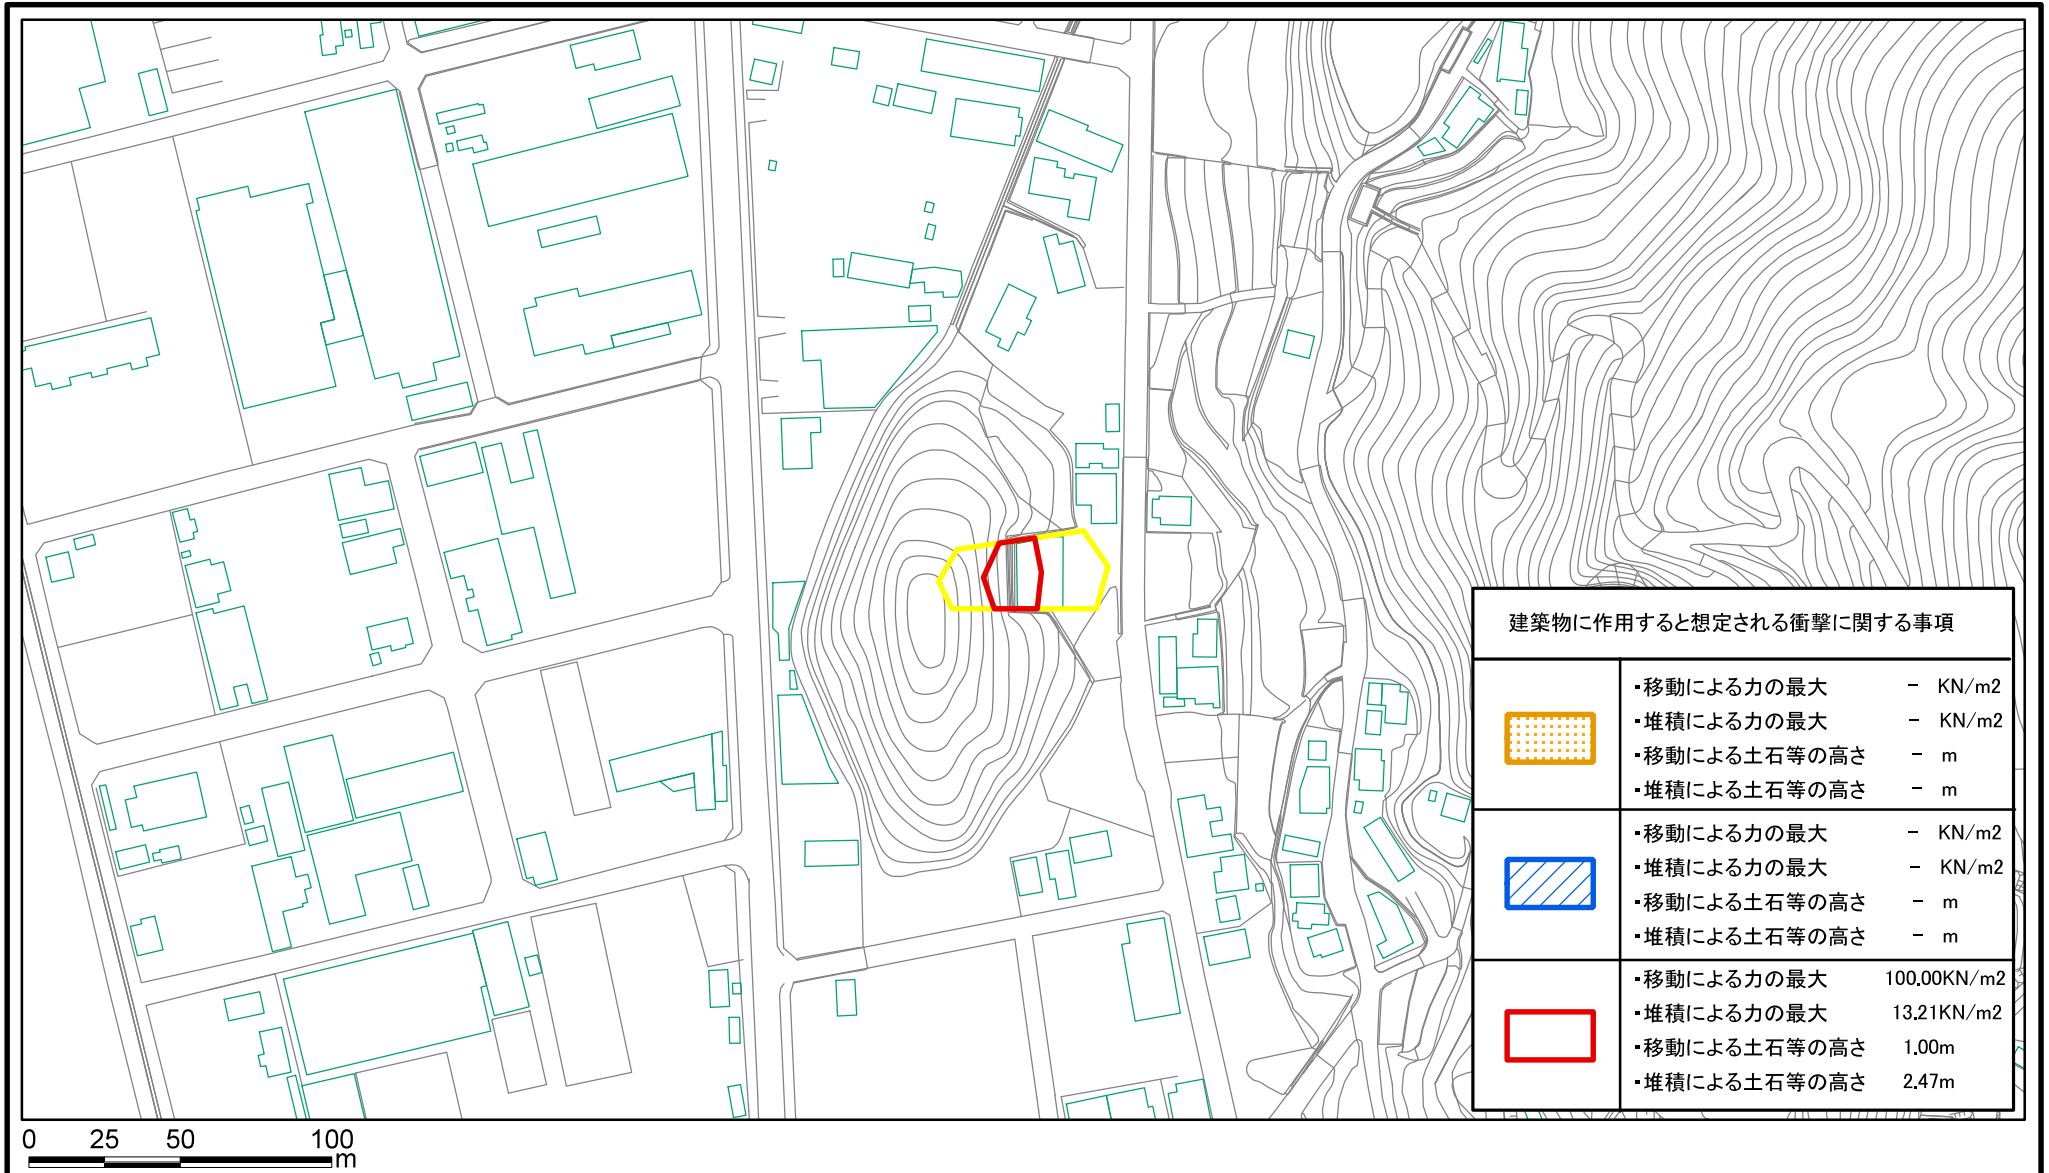 建築物に作用すると想定される衝撃に関する事項
・移動による力の最大 - KN/m2
・堆積による力の最大 - KN/m2
・移動による土石等の高さ - m
・堆積による土石等の高さ - m
・移動による力の最大 - KN/m2
・堆積による力の最大 - KN/m2
・移動による土石等の高さ - m
・堆積による土石等の高さ - m
・移動による力の最大 100.00KN/m2
・堆積による力の最大 13.21KN/m2
・移動による土石等の高さ 1.00m
・堆積による土石等の高さ 2.47m
0 25 50 100
m